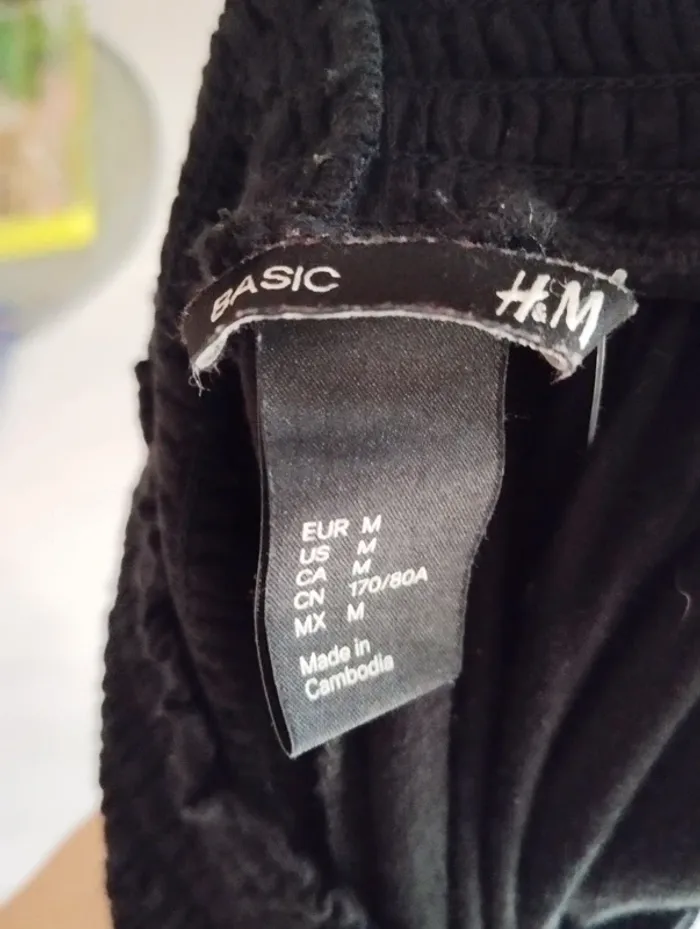 BASIC
H&M
EUR M
US M
CA M
CN 170/80A
MX M
Made in
Cambodia